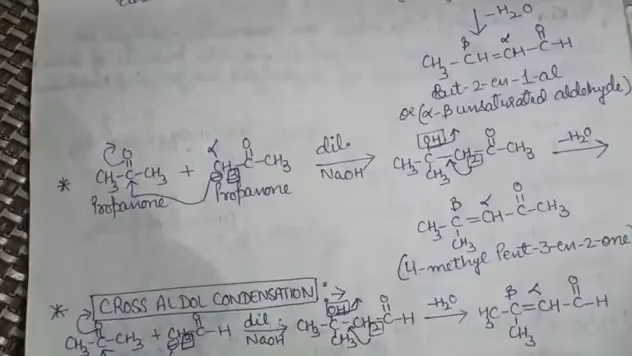 ↓ -H₂O
β α O
CH₃-CH=CH-C-H
But-2-en-1-al
or (α-β unsaturated aldehyde)
O α O dil. OH O
* CH₃-C-CH₃ + CH₃-C-CH₃ → CH₃-C-CH₂-C-CH₃ -H₂O →
NaOH CH₃
Propanone Propanone
β α O
CH₃-C=CH-C-CH₃
CH₃
(4-methyl Pent-3-en-2-one)
* CROSS ALDOL CONDENSATION :→
O O dil. OH O β α O
CH₃-C-CH₃ + CH₃-C-H → CH₃-C-CH₂-C-H -H₂O → H₃C-C=CH-C-H
NaOH CH₃ CH₃